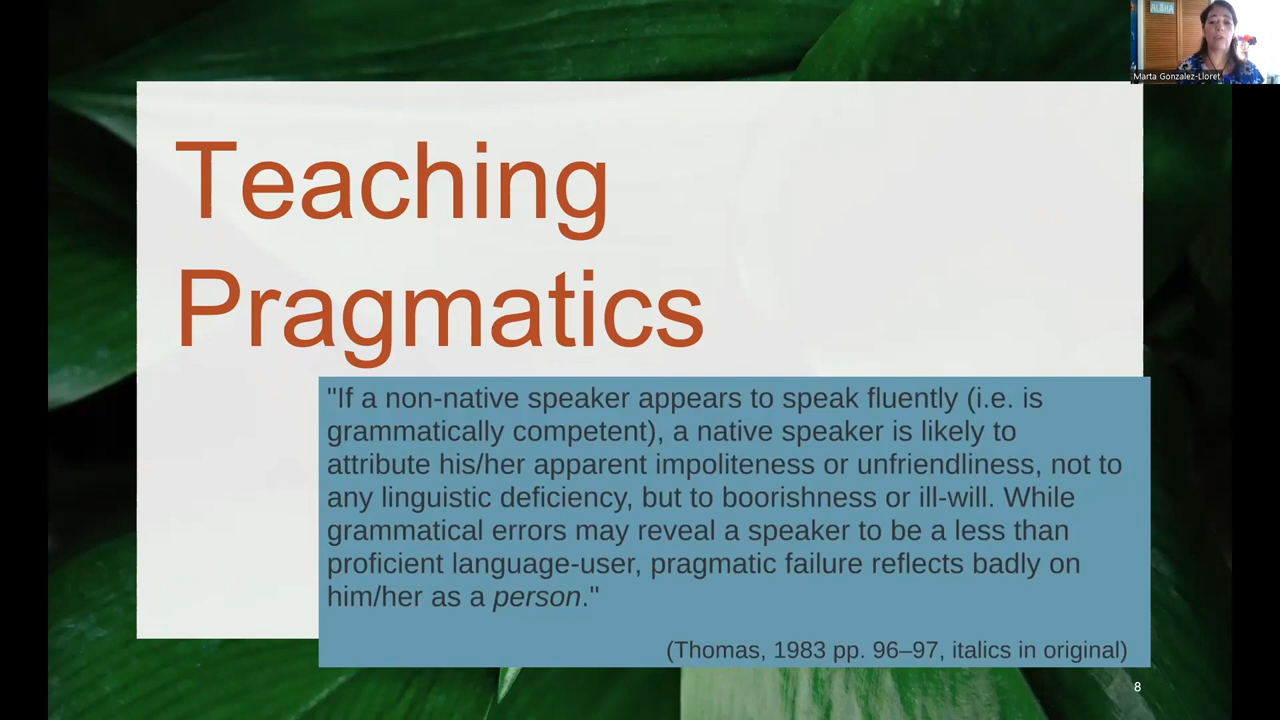 ALOHA
Marta Gonzalez-Lloret
Teaching
Pragmatics
"If a non-native speaker appears to speak fluently (i.e. is
grammatically competent), a native speaker is likely to
attribute his/her apparent impoliteness or unfriendliness, not to
any linguistic deficiency, but to boorishness or ill-will. While
grammatical errors may reveal a speaker to be a less than
proficient language-user, pragmatic failure reflects badly on
him/her as a person."
(Thomas, 1983 pp. 96–97, italics in original)
8